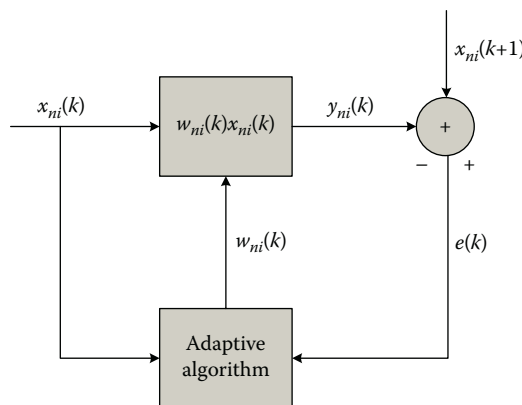 x_ni(k+1)
x_ni(k)
w_ni(k)x_ni(k)
y_ni(k)
+
− +
w_ni(k)
e(k)
Adaptive
algorithm